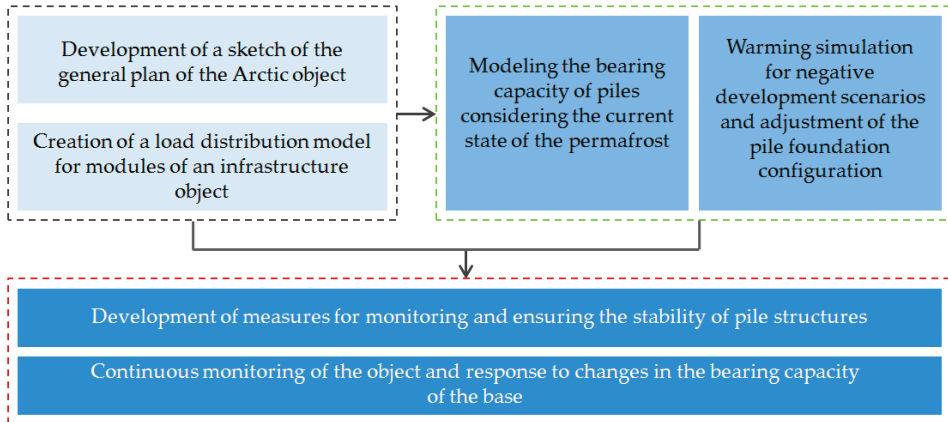 Development of a sketch of the
general plan of the Arctic object
Creation of a load distribution model
for modules of an infrastructure
object
Modeling the bearing
capacity of piles
considering the current
state of the permafrost
Warming simulation
for negative
development scenarios
and adjustment of the
pile foundation
configuration
Development of measures for monitoring and ensuring the stability of pile structures
Continuous monitoring of the object and response to changes in the bearing capacity
of the base